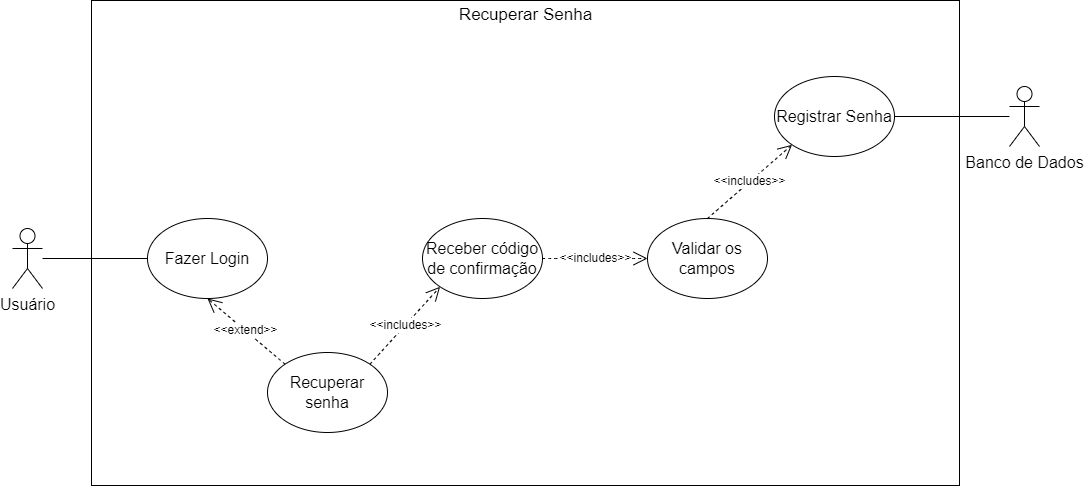 Recuperar Senha
Registrar Senha
Banco de Dados
<<includes>>
Usuário
Fazer Login
Receber código
de confirmação
<<includes>>
Validar os
campos
<<extend>>
<<includes>>
Recuperar
senha